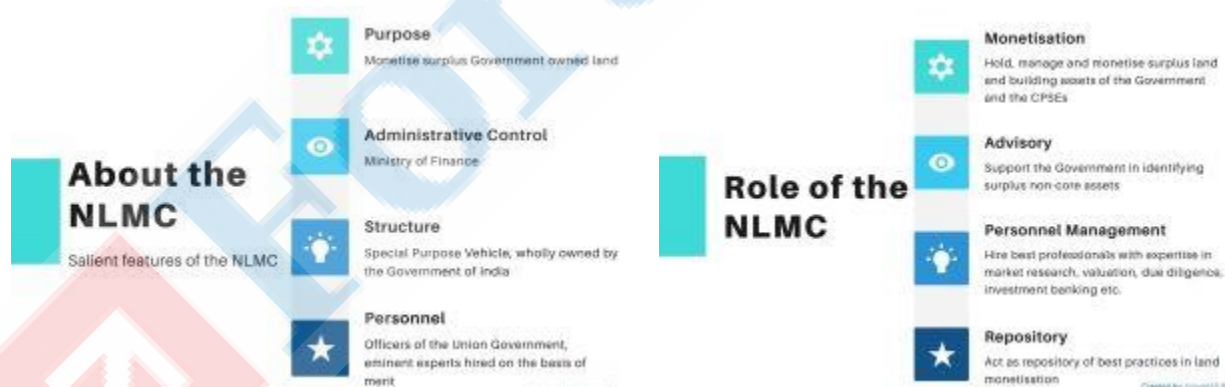 About the
NLMC
Salient features of the NLMC
Purpose
Monetise surplus Government owned land
Administrative Control
Ministry of Finance
Structure
Special Purpose Vehicle, wholly owned by
the Government of India
Personnel
Officers of the Union Government,
eminent experts hired on the basis of
merit
Role of the
NLMC
Monetisation
Hold, manage and monetise surplus land
and building assets of the Government
and the CPSEs
Advisory
Support the Government in identifying
surplus non-core assets
Personnel Management
Hire best professionals with expertise in
market research, valuation, due diligence,
investment banking etc.
Repository
Act as repository of best practices in land
monetisation
Created by